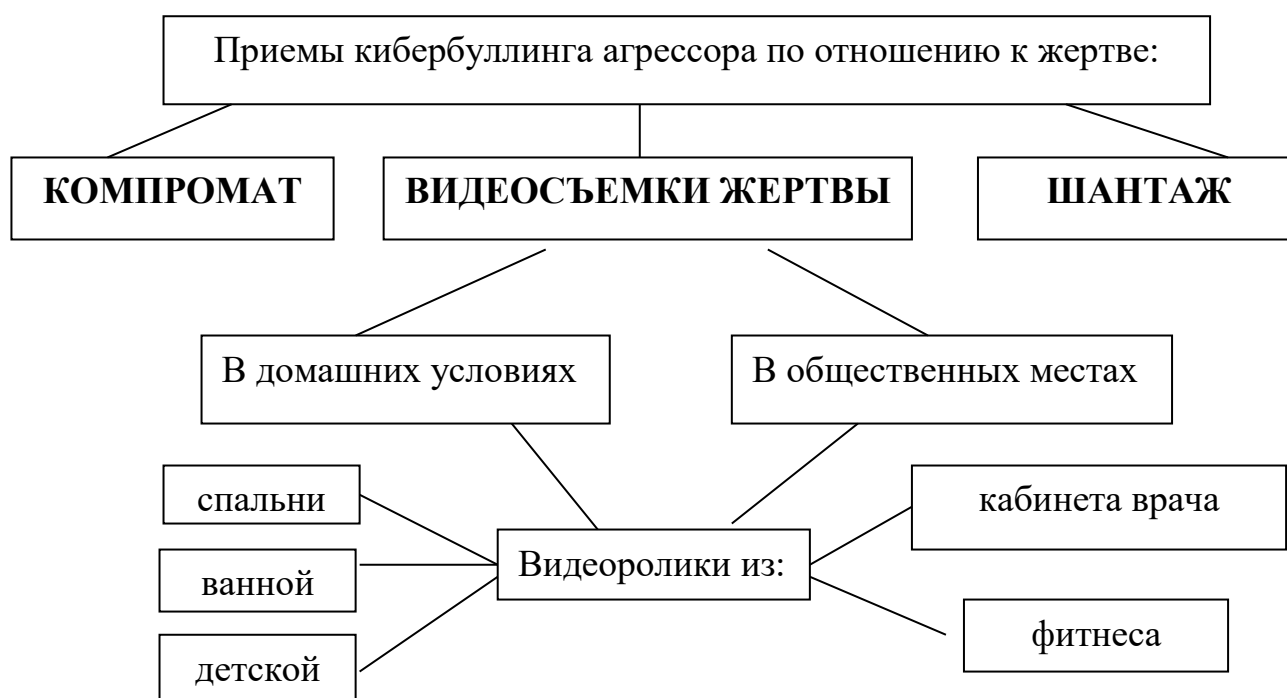 Приемы кибербуллинга агрессора по отношению к жертве:
КОМПРОМАТ
ВИДЕОСЪЕМКИ ЖЕРТВЫ
ШАНТАЖ
В домашних условиях
В общественных местах
спальни
ванной
детской
Видеоролики из:
кабинета врача
фитнеса